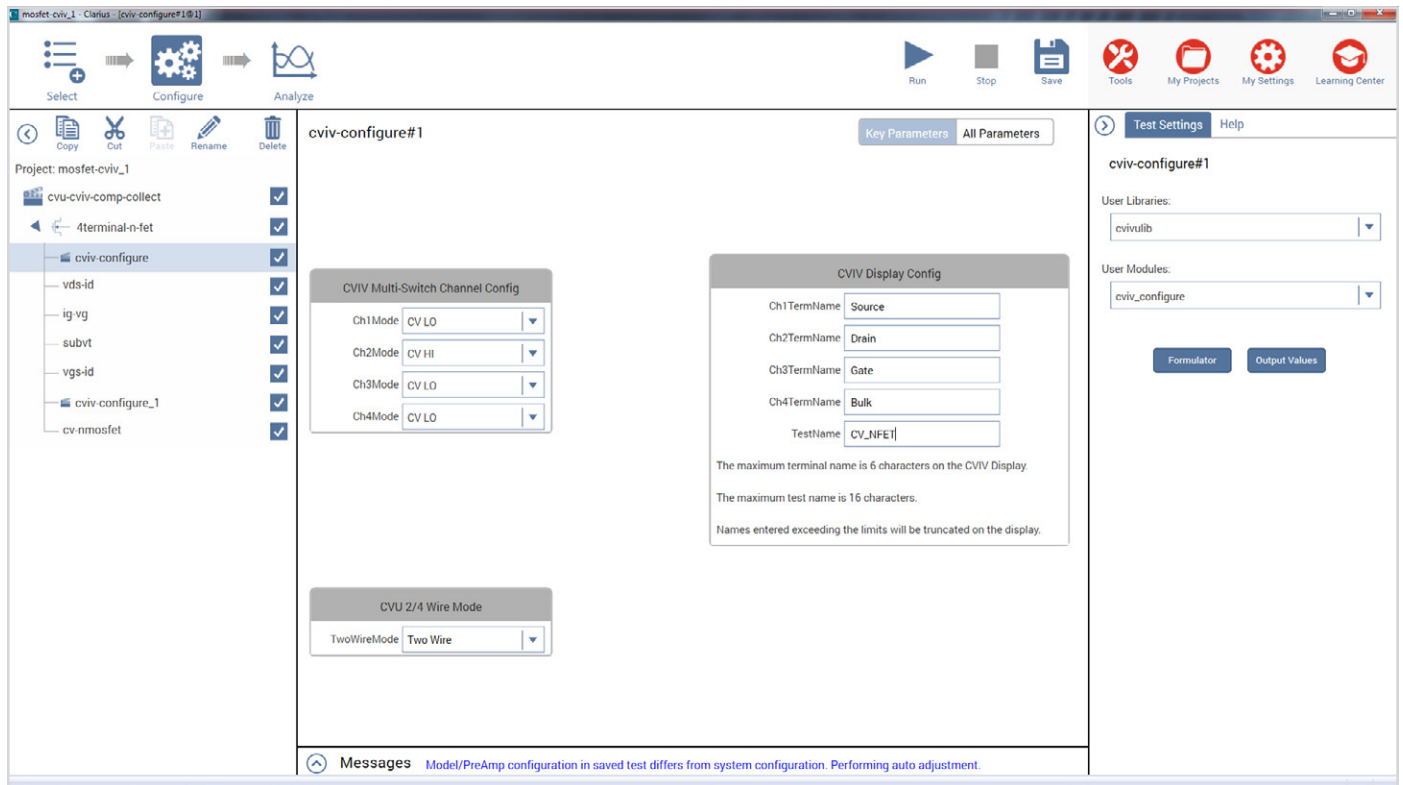 mosfet-cviv_1 - Clarius - [cviv-configure#1@1]
Select
Configure
Analyze
Run
Stop
Save
Tools
My Projects
My Settings
Learning Center
Copy
Cut
Paste
Rename
Delete
Project: mosfet-cviv_1
cvu-cviv-comp-collect
4terminal-n-fet
cviv-configure
vds-id
ig-vg
subvt
vgs-id
cviv-configure_1
cv-nmosfet
cviv-configure#1
Key Parameters All Parameters
CVIV Multi-Switch Channel Config
Ch1Mode CV LO
Ch2Mode CV HI
Ch3Mode CV LO
Ch4Mode CV LO
CVIV Display Config
Ch1TermName Source
Ch2TermName Drain
Ch3TermName Gate
Ch4TermName Bulk
TestName CV_NFET
The maximum terminal name is 6 characters on the CVIV Display.
The maximum test name is 16 characters.
Names entered exceeding the limits will be truncated on the display.
CVU 2/4 Wire Mode
TwoWireMode Two Wire
Messages Model/PreAmp configuration in saved test differs from system configuration. Performing auto adjustment.
Test Settings Help
cviv-configure#1
User Libraries:
cvivulib
User Modules:
cviv_configure
Formulator Output Values